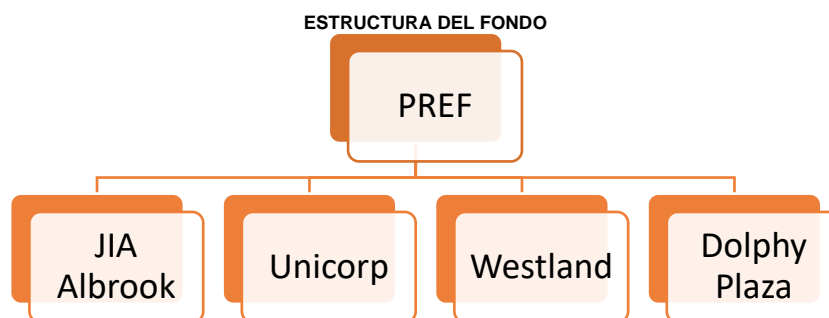 ESTRUCTURA DEL FONDO
PREF
JIA
Albrook
Unicorp
Westland
Dolphy
Plaza